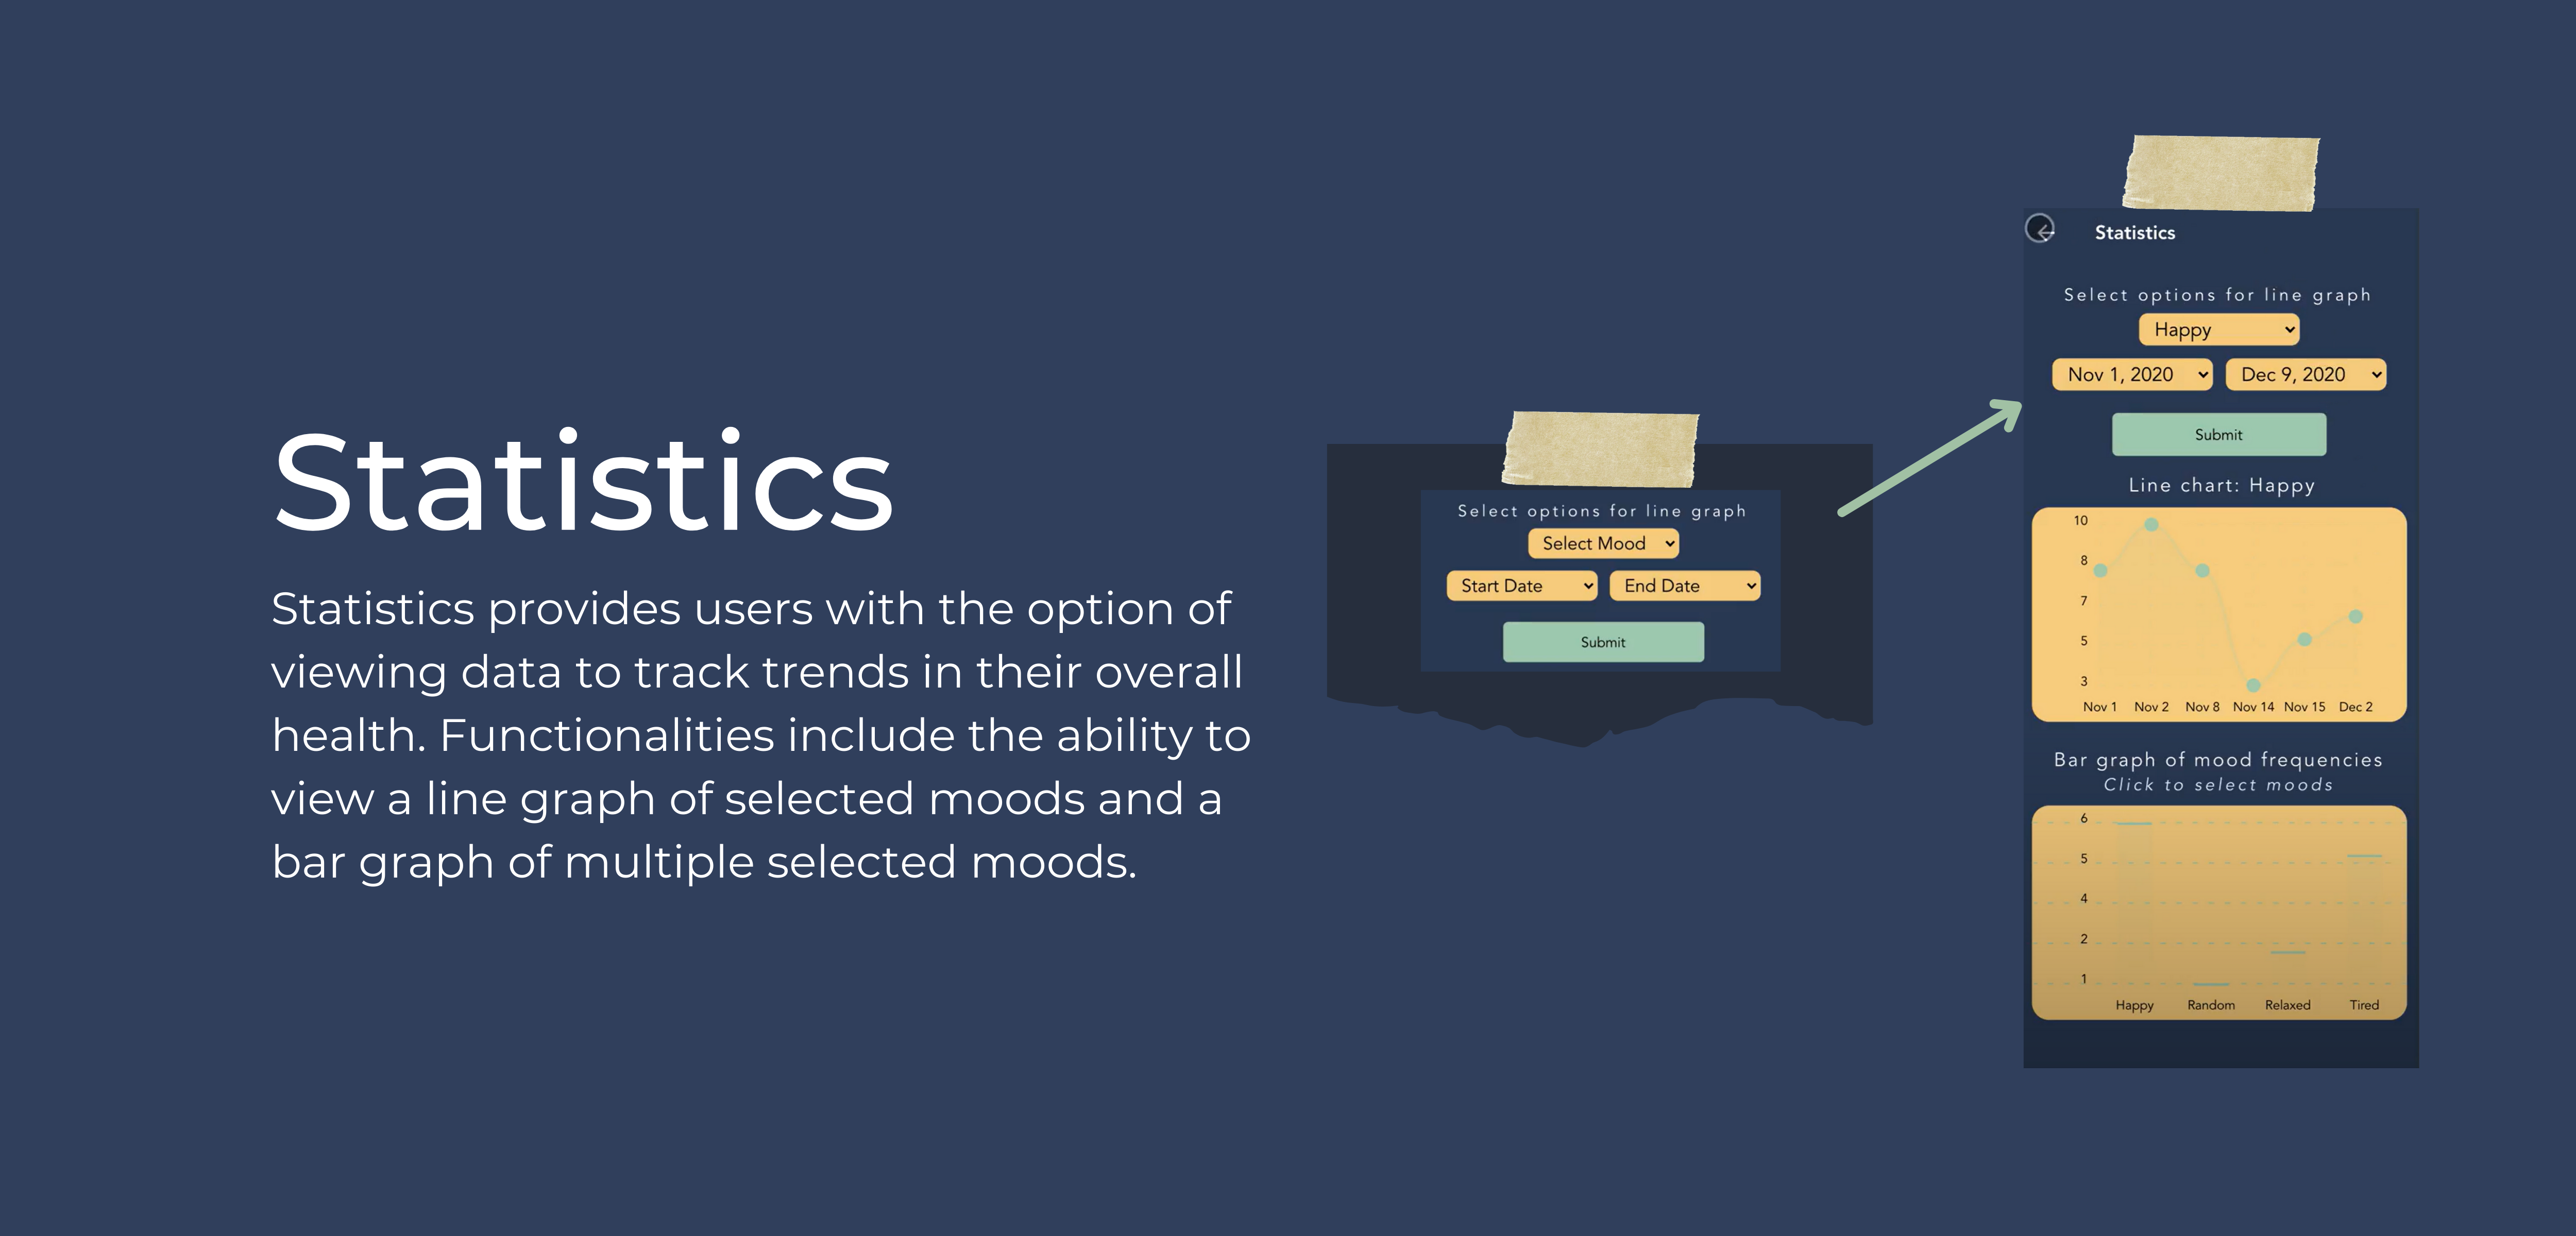 Statistics
Statistics provides users with the option of
viewing data to track trends in their overall
health. Functionalities include the ability to
view a line graph of selected moods and a
bar graph of multiple selected moods.
Select options for line graph
Select Mood
Start Date End Date
Submit
Statistics
Select options for line graph
Happy
Nov 1, 2020 Dec 9, 2020
Submit
Line chart: Happy
10
8
7
5
3
Nov 1 Nov 2 Nov 8 Nov 14 Nov 15 Dec 2
Bar graph of mood frequencies
Click to select moods
6
5
4
2
1
Happy Random Relaxed Tired